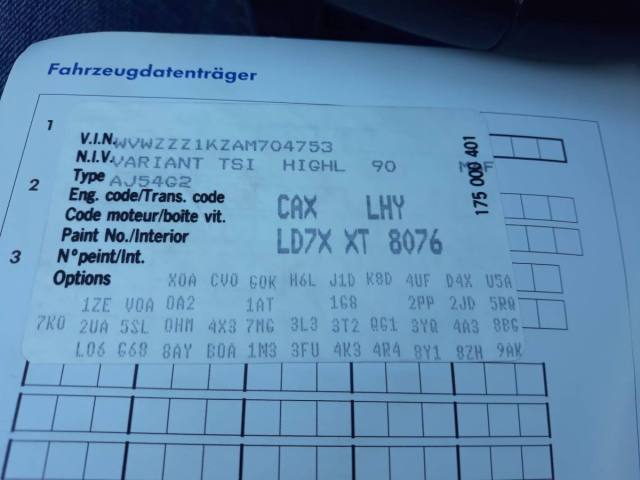 Fahrzeugdatenträger
1
V.I.N. WVWZZZ1KZAM704753
N.I.V. VARIANT TSI HIGHL 90
175 000 401
2
Type AJ54G2
Eng. code/Trans. code CAX LHY
Code moteur/boîte vit.
Paint No./Interior LD7X XT 8076
3
N°peint/Int.
Options X0A CV0 G0K H6L J1D K8D 4UF D4X U5A
1ZE V0A 0A2 1AT 1G8 2PP 2JD 5RQ
7K0 2UA 5SL 0HM 4X3 7MG 3L3 3T2 QG1 3YQ 4A3 8BG
L06 G68 8AY B0A 1N3 3FU 4K3 4R4 8Y1 8ZH 9AK